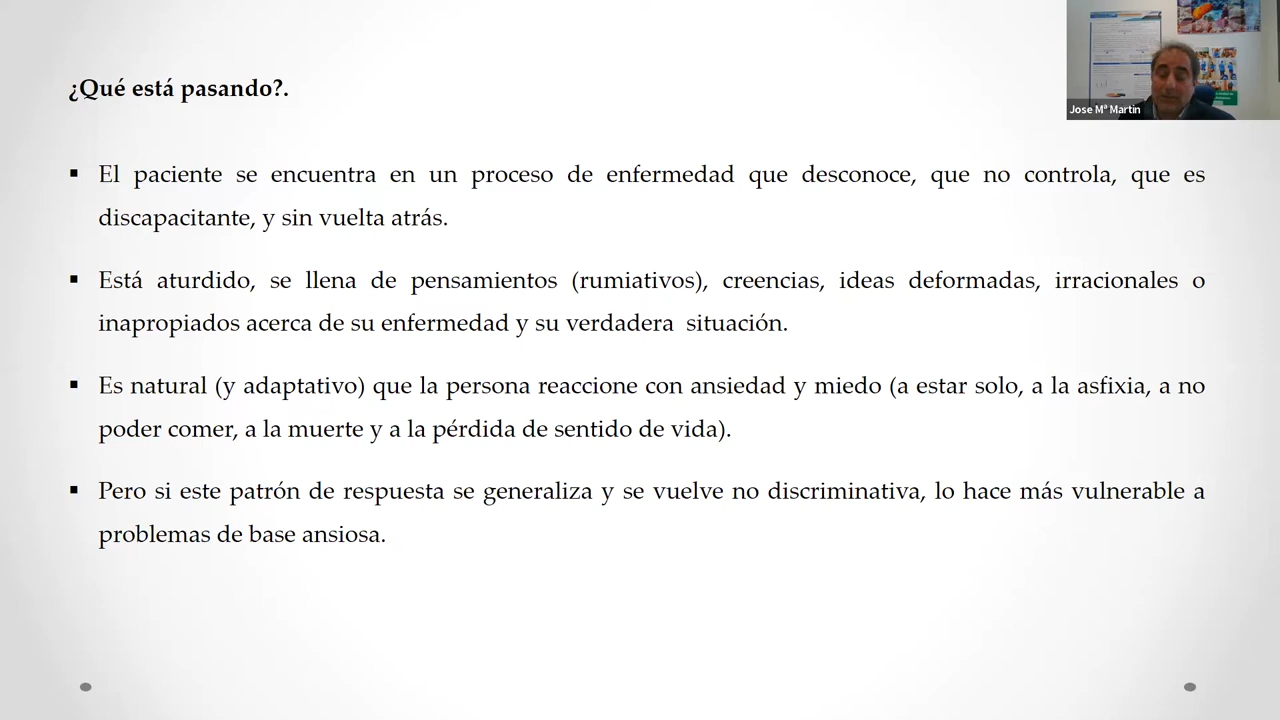 ¿Qué está pasando?.
Jose Mª Martín
▪ El paciente se encuentra en un proceso de enfermedad que desconoce, que no controla, que es
discapacitante, y sin vuelta atrás.
▪ Está aturdido, se llena de pensamientos (rumiativos), creencias, ideas deformadas, irracionales o
inapropiados acerca de su enfermedad y su verdadera situación.
▪ Es natural (y adaptativo) que la persona reaccione con ansiedad y miedo (a estar solo, a la asfixia, a no
poder comer, a la muerte y a la pérdida de sentido de vida).
▪ Pero si este patrón de respuesta se generaliza y se vuelve no discriminativa, lo hace más vulnerable a
problemas de base ansiosa.